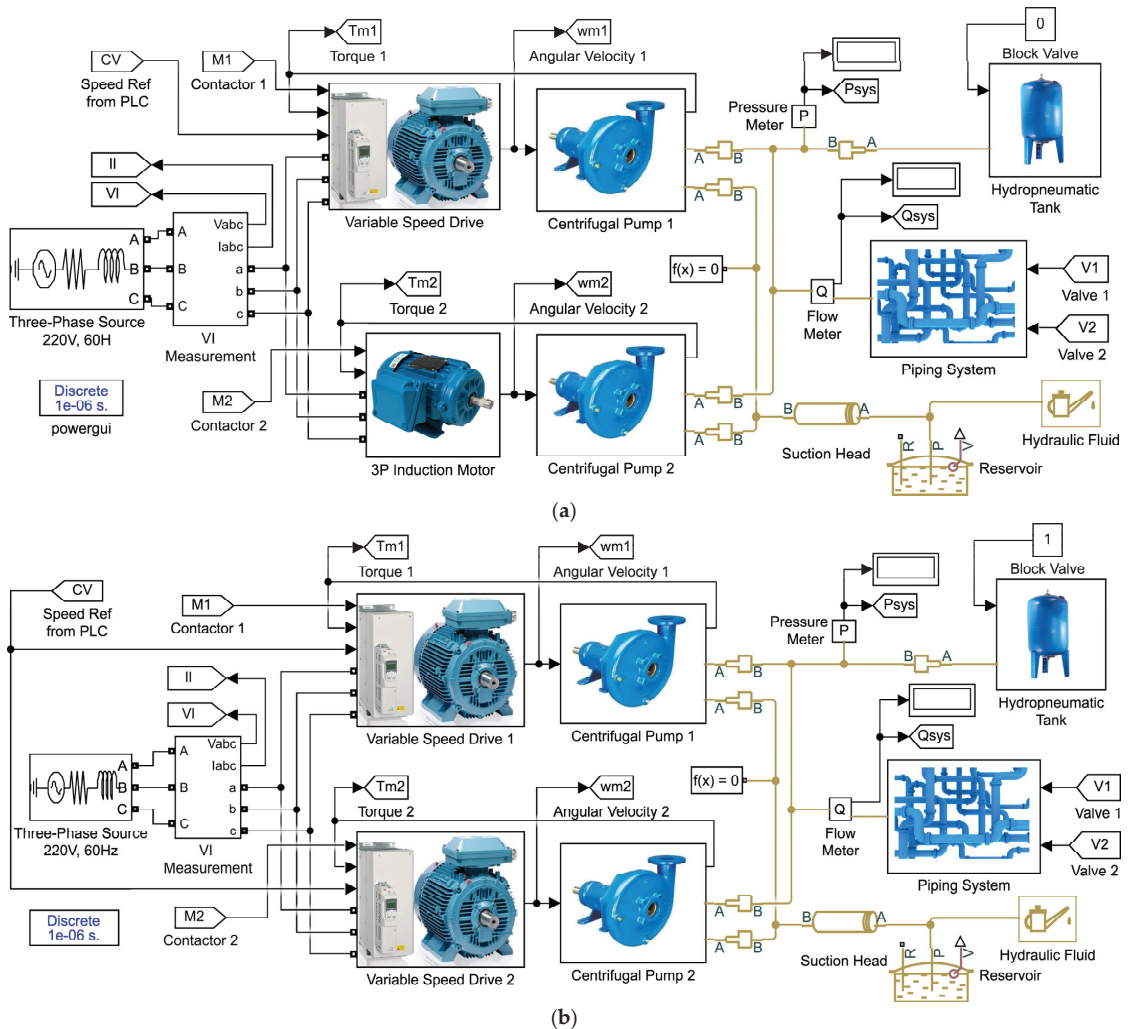 Tm1
Torque 1
wm1
Angular Velocity 1
0
Block Valve
CV
Speed Ref
from PLC
M1
Contactor 1
Psys
Pressure
Meter
P
B A
A B
A B
Hydropneumatic
Tank
II
VI
Variable Speed Drive
Centrifugal Pump 1
Qsys
Vabc
Iabc
A
B
C
A
B
C
a
b
c
Three-Phase Source
220V, 60H
VI
Measurement
Tm2
Torque 2
wm2
Angular Velocity 2
f(x) = 0
Q
Flow
Meter
V1
Valve 1
V2
Valve 2
Piping System
Discrete
1e-06 s.
powergui
M2
Contactor 2
3P Induction Motor
Centrifugal Pump 2
A B
A B
B A
Suction Head
R P V
Reservoir
Hydraulic Fluid
(a)
Tm1
Torque 1
wm1
Angular Velocity 1
1
Block Valve
CV
Speed Ref
from PLC
M1
Contactor 1
Psys
Pressure
Meter
P
B A
A B
A B
Hydropneumatic
Tank
II
VI
Variable Speed Drive 1
Centrifugal Pump 1
Qsys
Vabc
Iabc
A
B
C
A
B
C
a
b
c
Three-Phase Source
220V, 60Hz
VI
Measurement
Tm2
Torque 2
wm2
Angular Velocity 2
f(x) = 0
Q
Flow
Meter
V1
Valve 1
V2
Valve 2
Piping System
Discrete
1e-06 s.
M2
Contactor 2
Variable Speed Drive 2
Centrifugal Pump 2
A B
A B
B A
Suction Head
R P V
Reservoir
Hydraulic Fluid
(b)